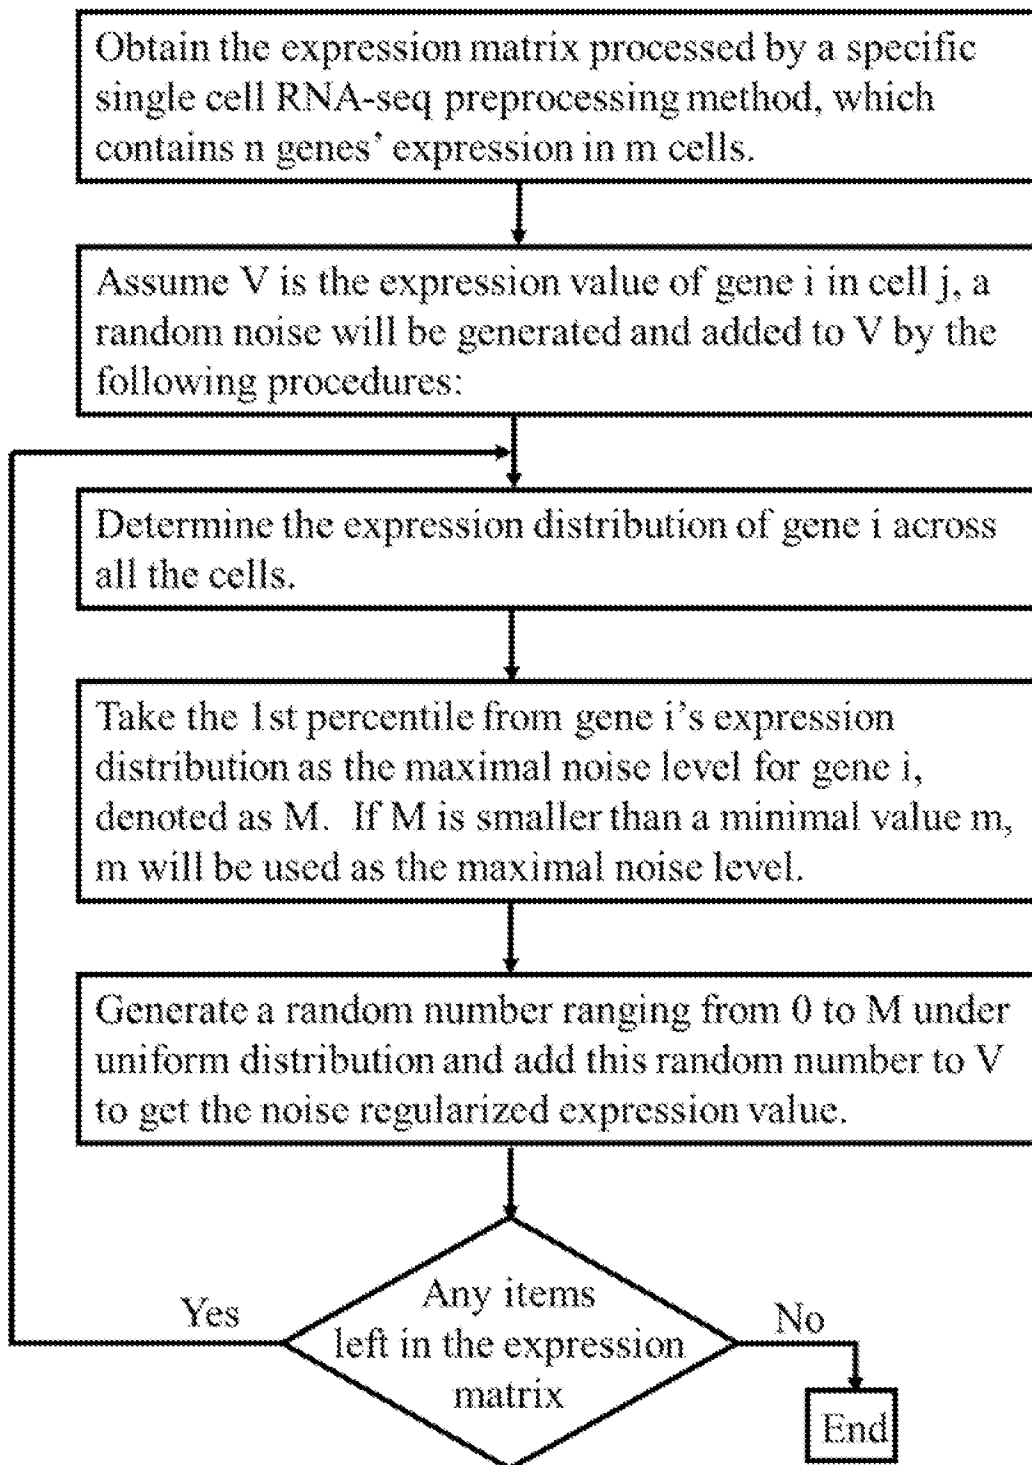 Obtain the expression matrix processed by a specific
single cell RNA-seq preprocessing method, which
contains n genes' expression in m cells.
Assume V is the expression value of gene i in cell j, a
random noise will be generated and added to V by the
following procedures:
Determine the expression distribution of gene i across
all the cells.
Take the 1st percentile from gene i's expression
distribution as the maximal noise level for gene i,
denoted as M. If M is smaller than a minimal value m,
m will be used as the maximal noise level.
Generate a random number ranging from 0 to M under
uniform distribution and add this random number to V
to get the noise regularized expression value.
Any items
left in the expression
matrix
Yes
No
End